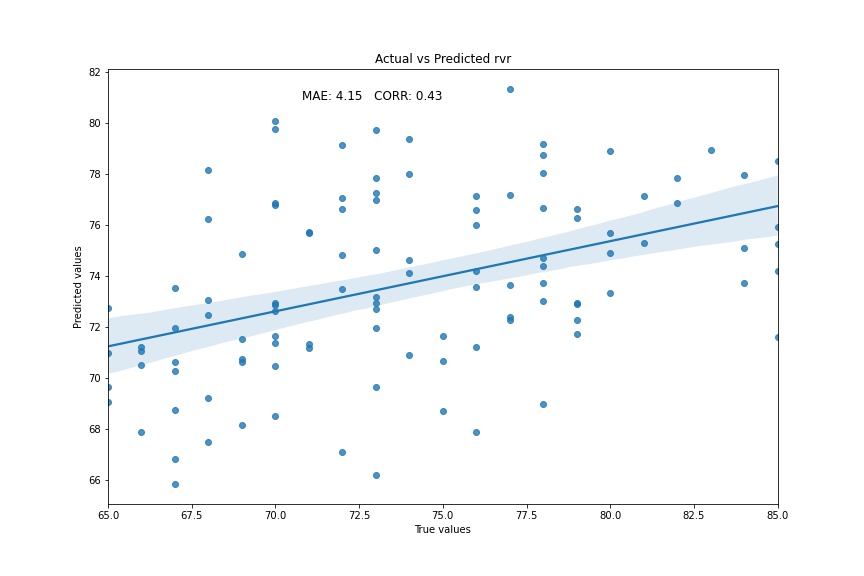 Actual vs Predicted rvr
MAE: 4.15 CORR: 0.43
82
80
78
76
74
72
70
68
66
Predicted values
65.0 67.5 70.0 72.5 75.0 77.5 80.0 82.5 85.0
True values